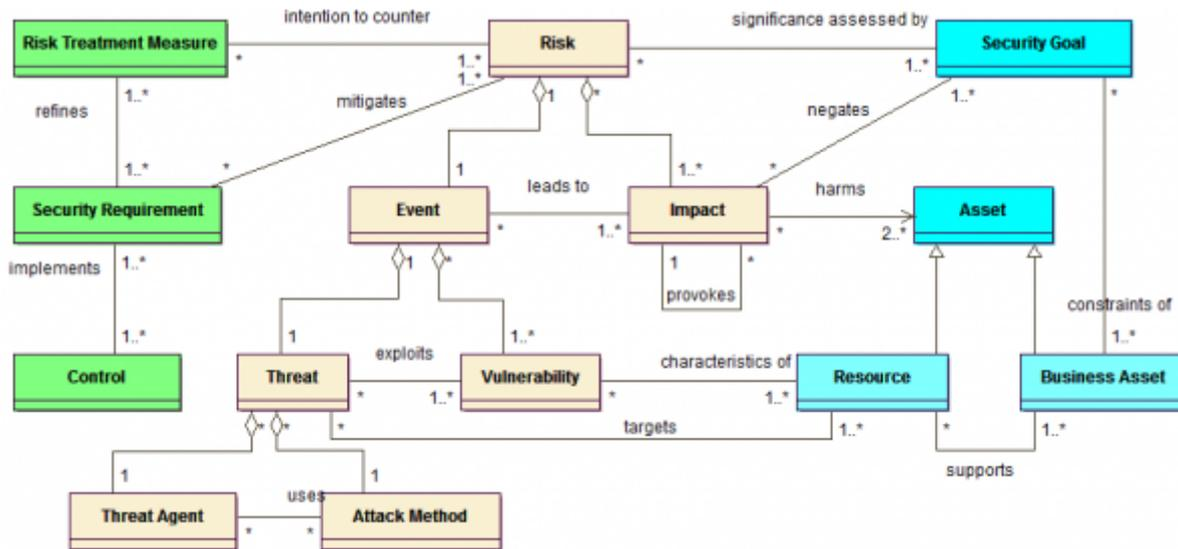 intention to counter
significance assessed by
Risk Treatment Measure
Risk
Security Goal
*
1..*
1..*
*
1..*
1..*
1
*
1..*
*
refines
mitigates
negates
1..*
*
1
1..*
*
leads to
harms
Security Requirement
Event
Impact
Asset
*
1..*
*
2..*
implements
1..*
1
*
1
*
provokes
constraints of
1..*
1
1..*
1..*
exploits
characteristics of
Control
Threat
Vulnerability
Resource
Business Asset
*
1..*
*
1..*
*
*
*
targets
1..*
*
1..*
supports
1
1
uses
Threat Agent
Attack Method
*
*